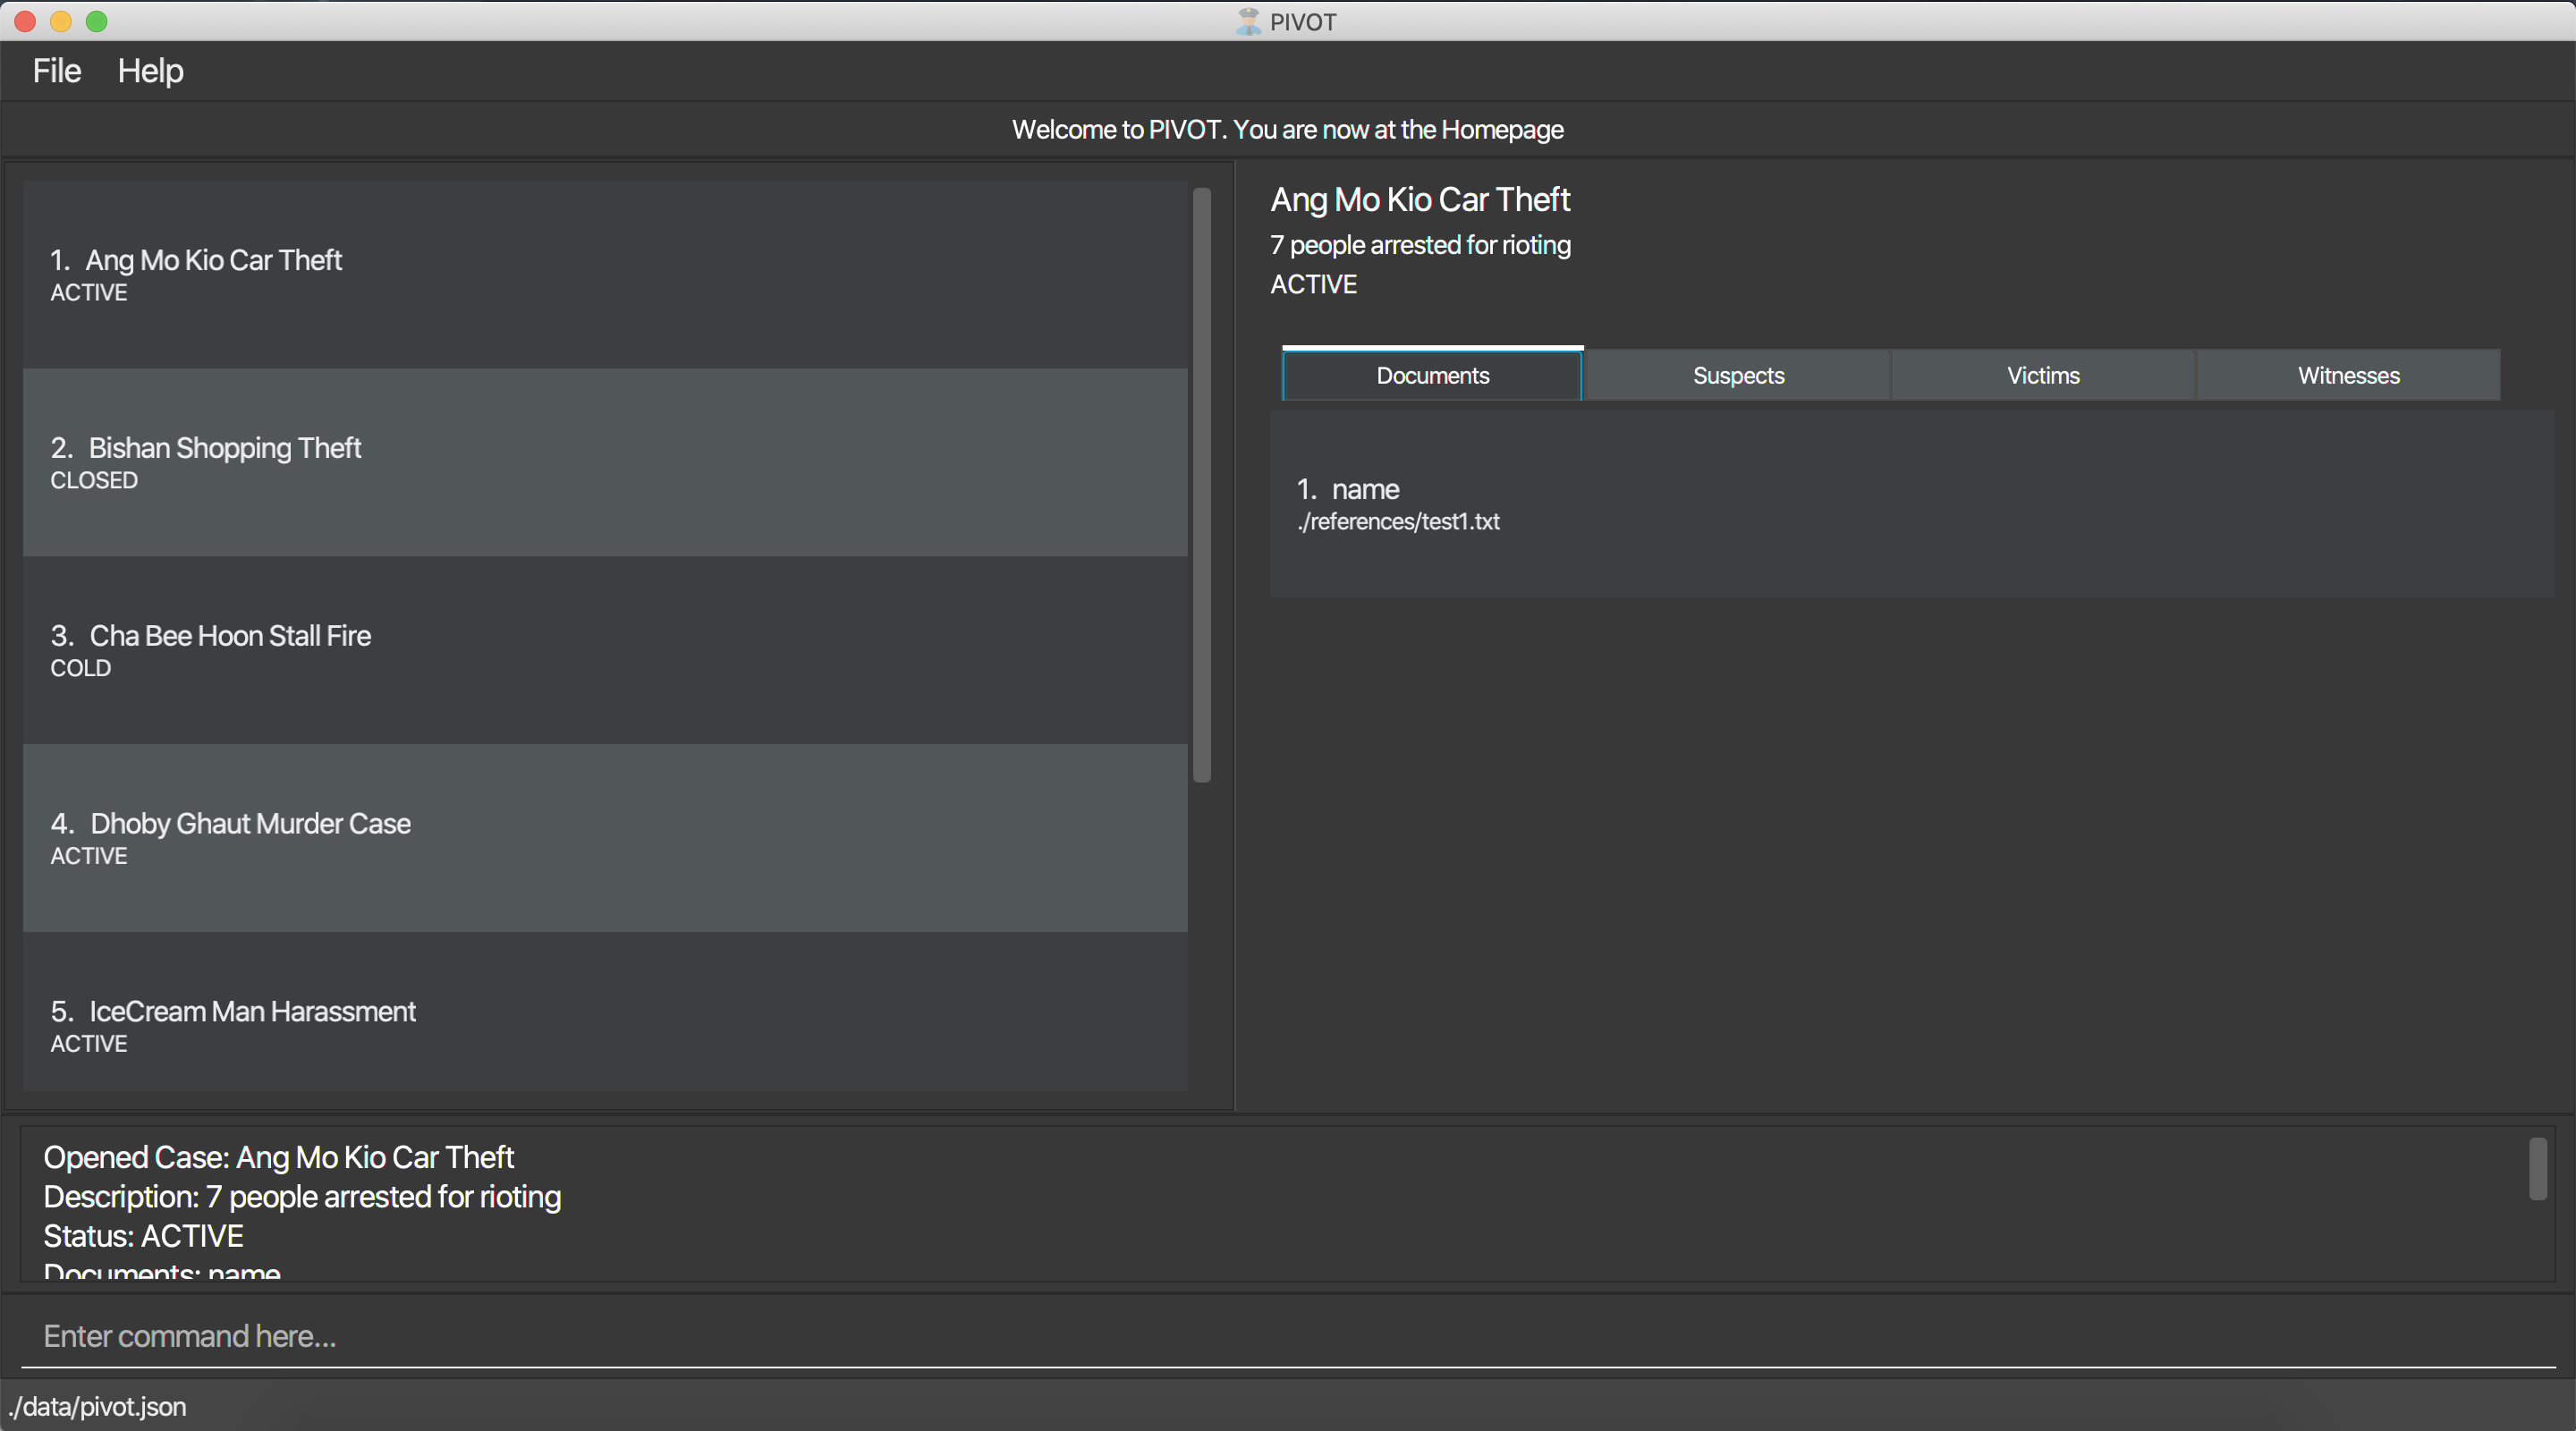 PIVOT
File Help
Welcome to PIVOT. You are now at the Homepage
1. Ang Mo Kio Car Theft
ACTIVE
2. Bishan Shopping Theft
CLOSED
3. Cha Bee Hoon Stall Fire
COLD
4. Dhoby Ghaut Murder Case
ACTIVE
5. IceCream Man Harassment
ACTIVE
Ang Mo Kio Car Theft
7 people arrested for rioting
ACTIVE
Documents Suspects Victims Witnesses
1. name
./references/test1.txt
Opened Case: Ang Mo Kio Car Theft
Description: 7 people arrested for rioting
Status: ACTIVE
Documents: name
Enter command here...
./data/pivot.json